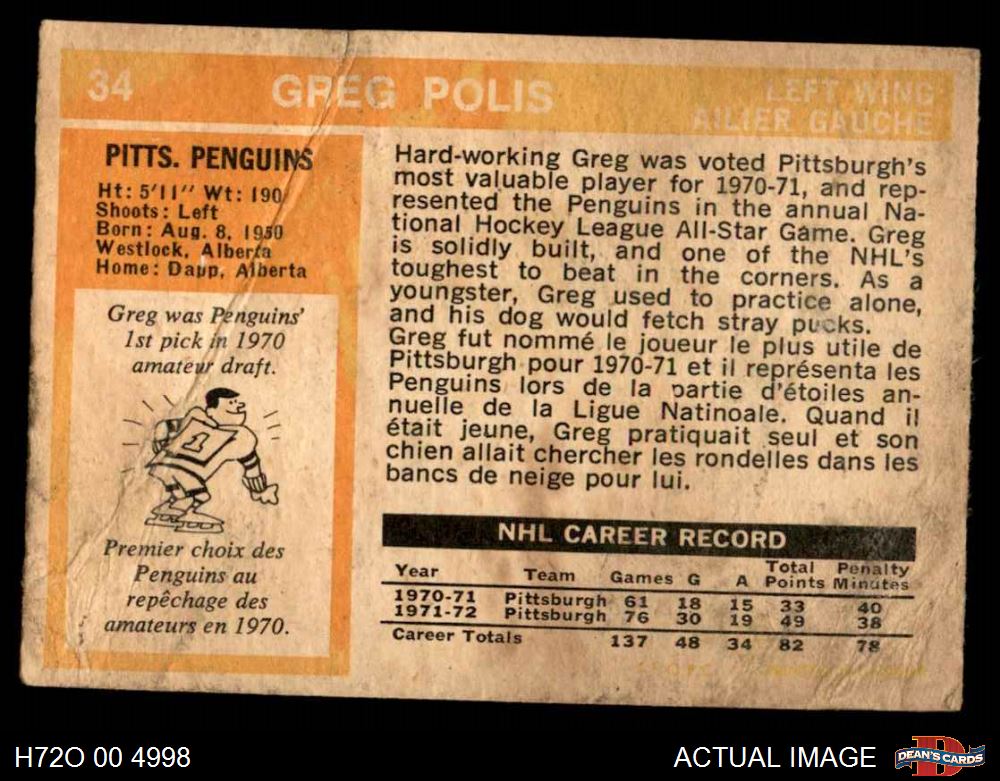 34 GREG POLIS LEFT WING
AILIER GAUCHE
PITTS. PENGUINS
Ht: 5'11" Wt: 190
Shoots: Left
Born: Aug. 8, 1950
Westlock, Alberta
Home: Dapp, Alberta
Greg was Penguins'
1st pick in 1970
amateur draft.
1
Premier choix des
Penguins au
repêchage des
amateurs en 1970.
Hard-working Greg was voted Pittsburgh's
most valuable player for 1970-71, and rep-
resented the Penguins in the annual Na-
tional Hockey League All-Star Game. Greg
is solidly built, and one of the NHL's
toughest to beat in the corners. As a
youngster, Greg used to practice alone,
and his dog would fetch stray pucks.
Greg fut nommé le joueur le plus utile de
Pittsburgh pour 1970-71 et il représenta les
Penguins lors de la partie d'étoiles an-
nuelle de la Ligue Natinoale. Quand il
était jeune, Greg pratiquait seul et son
chien allait chercher les rondelles dans les
bancs de neige pour lui.
NHL CAREER RECORD
Year Team Games G A Total Points Penalty Minutes
1970-71 Pittsburgh 61 18 15 33 40
1971-72 Pittsburgh 76 30 19 49 38
Career Totals 137 48 34 82 78
H72O 00 4998
ACTUAL IMAGE
D
DEAN'S CARDS